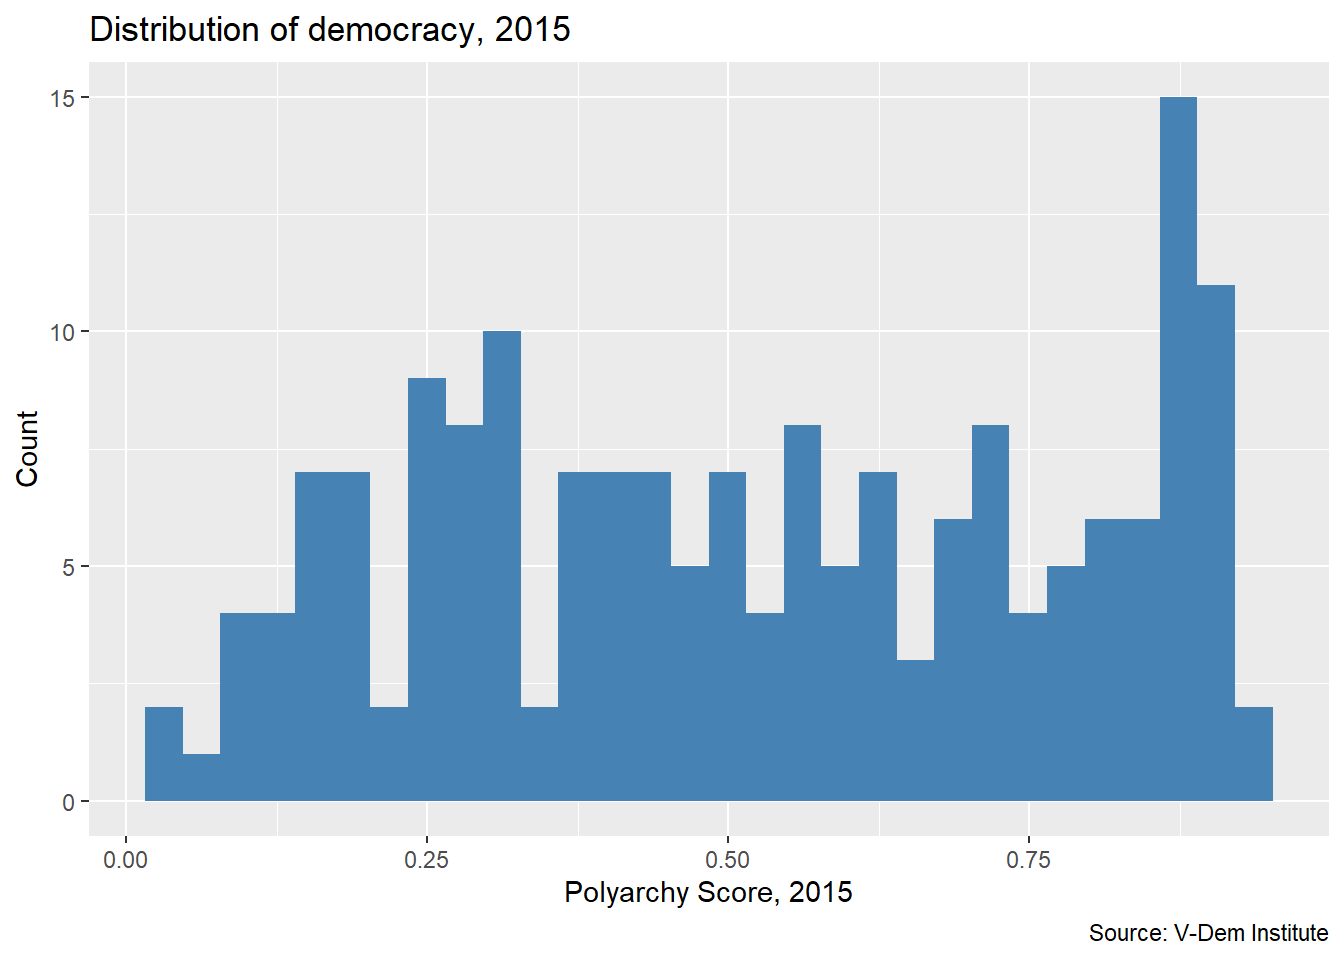 Distribution of democracy, 2015
15
10
5
0
Count
0.00 0.25 0.50 0.75
Polyarchy Score, 2015
Source: V-Dem Institute